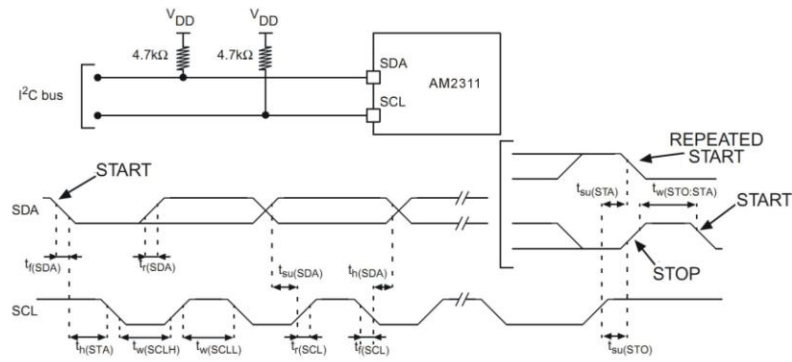 VDD VDD
4.7kΩ 4.7kΩ
SDA
AM2311
I²C bus
SCL
REPEATED
START
START
tsu(STA) tw(STO:STA)
START
SDA
tf(SDA) tr(SDA) tsu(SDA) th(SDA)
STOP
SCL
th(STA) tw(SCLH) tw(SCLL) tr(SCL) tf(SCL) tsu(STO)